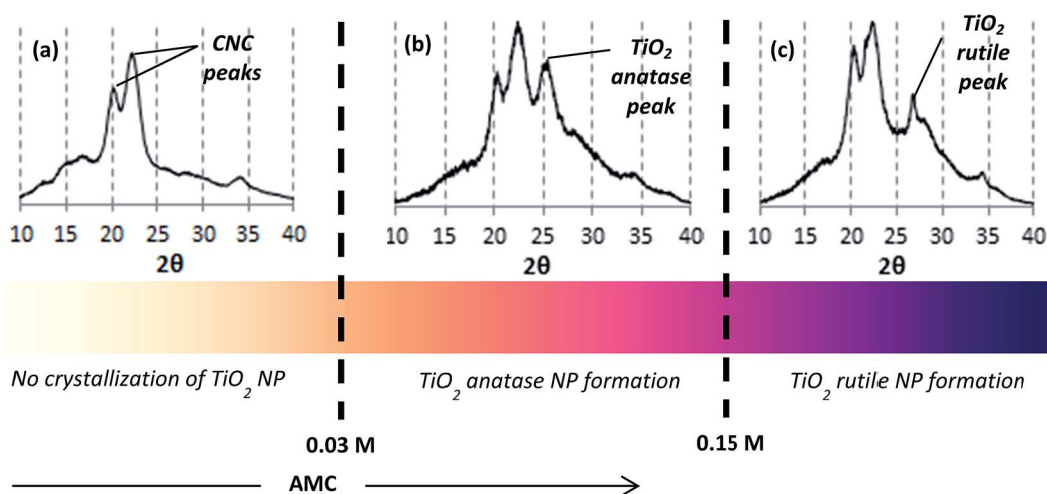 (a)
CNC
peaks
10 15 20 25 30 35 40
2θ
(b)
TiO2
anatase
peak
10 15 20 25 30 35 40
2θ
(c)
TiO2
rutile
peak
10 15 20 25 30 35 40
2θ
No crystallization of TiO2 NP
TiO2 anatase NP formation
TiO2 rutile NP formation
0.03 M
0.15 M
AMC